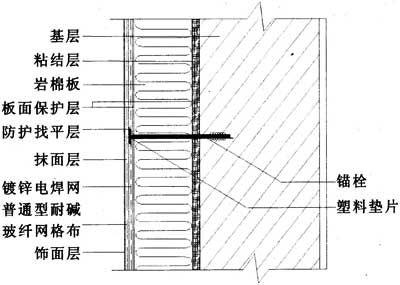 基层
粘结层
岩棉板
板面保护层
防护找平层
抹面层
镀锌电焊网
普通型耐碱
玻纤网格布
饰面层
锚栓
塑料垫片